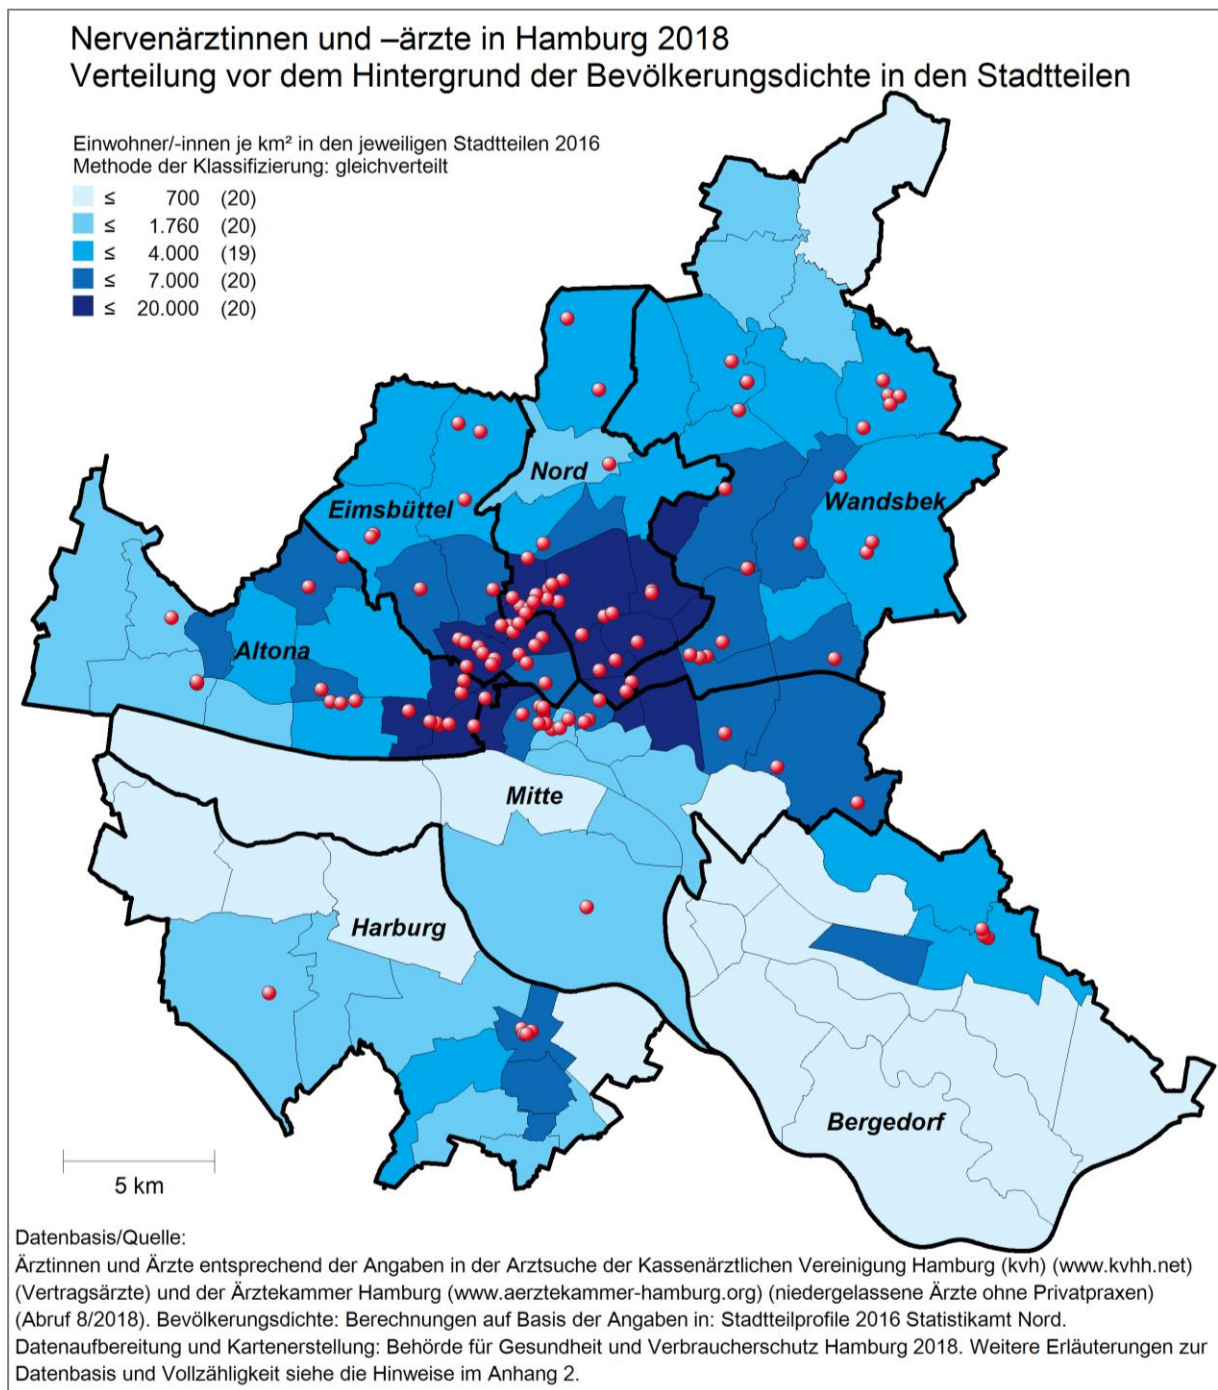 Nervenärztinnen und –ärzte in Hamburg 2018
Verteilung vor dem Hintergrund der Bevölkerungsdichte in den Stadtteilen
Einwohner/-innen je km² in den jeweiligen Stadtteilen 2016
Methode der Klassifizierung: gleichverteilt
≤ 700 (20)
≤ 1.760 (20)
≤ 4.000 (19)
≤ 7.000 (20)
≤ 20.000 (20)
Nord
Wandsbek
Eimsbüttel
Altona
Mitte
Harburg
Bergedorf
5 km
Datenbasis/Quelle:
Ärztinnen und Ärzte entsprechend der Angaben in der Arztsuche der Kassenärztlichen Vereinigung Hamburg (kvh) (www.kvhh.net)
(Vertragsärzte) und der Ärztekammer Hamburg (www.aerztekammer-hamburg.org) (niedergelassene Ärzte ohne Privatpraxen)
(Abruf 8/2018). Bevölkerungsdichte: Berechnungen auf Basis der Angaben in: Stadtteilprofile 2016 Statistikamt Nord.
Datenaufbereitung und Kartenerstellung: Behörde für Gesundheit und Verbraucherschutz Hamburg 2018. Weitere Erläuterungen zur
Datenbasis und Vollzähligkeit siehe die Hinweise im Anhang 2.